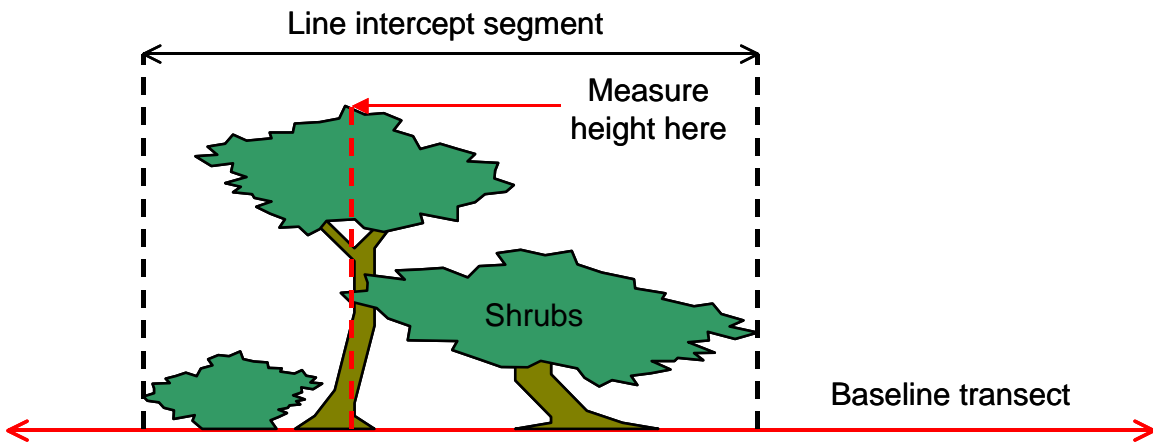 Line intercept segment
Measure
height here
Shrubs
Baseline transect